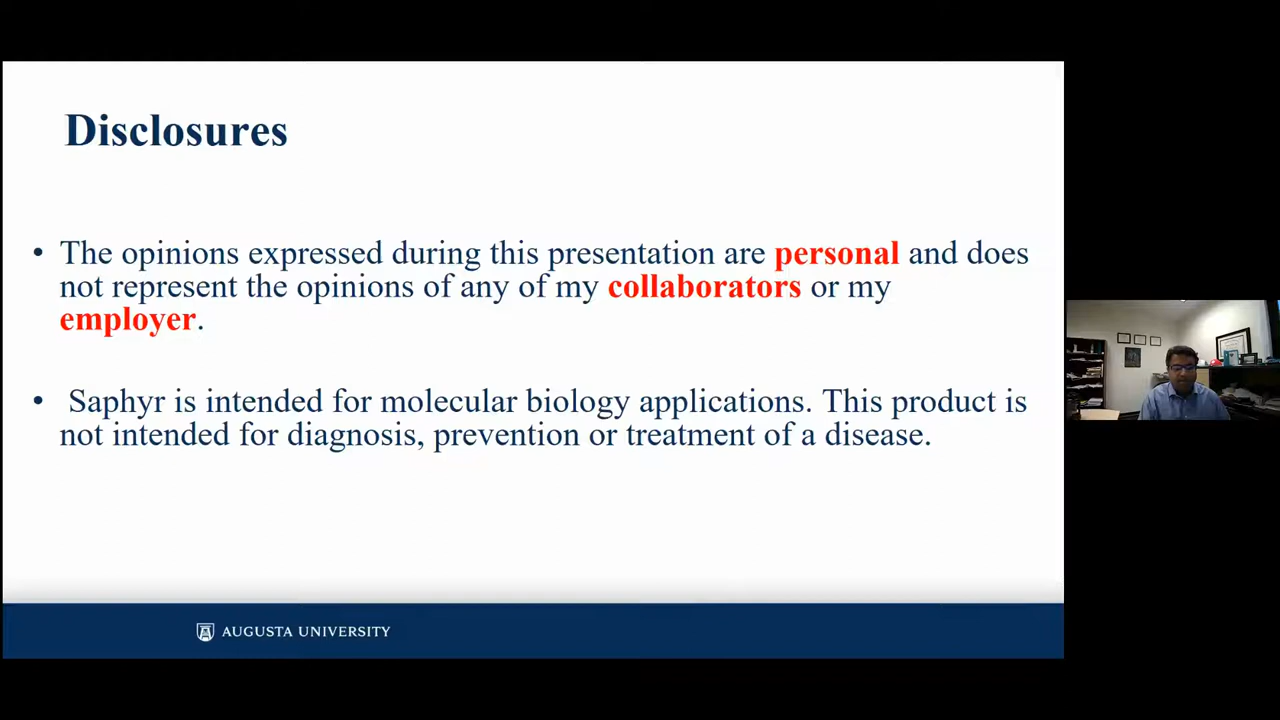 Disclosures
• The opinions expressed during this presentation are personal and does
not represent the opinions of any of my collaborators or my
employer.
• Saphyr is intended for molecular biology applications. This product is
not intended for diagnosis, prevention or treatment of a disease.
AUGUSTA UNIVERSITY